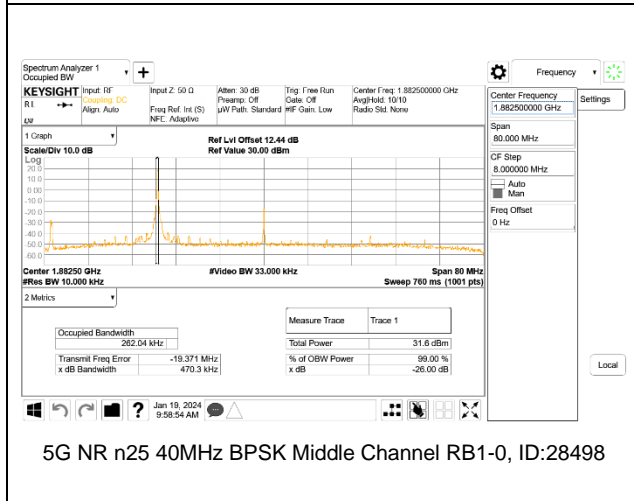 Spectrum Analyzer 1
Occupied BW
+
Frequency
KEYSIGHT Input: RF Input Z: 50 Ω Atten: 30 dB Trig: Free Run Center Freq: 1.882500000 GHz
Coupling: DC Preamp: Off Gate: Off Avg|Hold: 10/10
Align: Auto Freq Ref: Int (S) µW Path: Standard #IF Gain: Low Radio Std: None
NFE: Adaptive
Center Frequency
1.882500000 GHz
Settings
Span
80.000 MHz
CF Step
8.000000 MHz
Auto
Man
Freq Offset
0 Hz
1 Graph
Ref Lvl Offset 12.44 dB
Scale/Div 10.0 dB Ref Value 30.00 dBm
Log
20.0
10.0
0.00
-10.0
-20.0
-30.0
-40.0
-50.0
-60.0
Center 1.88250 GHz #Video BW 33.000 kHz Span 80 MHz
#Res BW 10.000 kHz Sweep 760 ms (1001 pts)
2 Metrics
Measure Trace Trace 1
Occupied Bandwidth
262.04 kHz Total Power 31.6 dBm
Transmit Freq Error -19.371 MHz % of OBW Power 99.00 %
x dB Bandwidth 470.3 kHz x dB -26.00 dB
Local
Jan 19, 2024
9:58:54 AM
5G NR n25 40MHz BPSK Middle Channel RB1-0, ID:28498